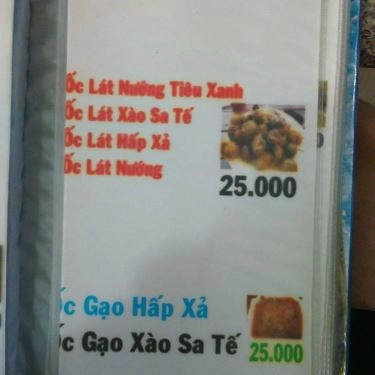 Ốc Lát Nướng Tiêu Xanh
Ốc Lát Xào Sa Tế
Ốc Lát Hấp Xả
Ốc Lát Nướng
25.000
Ốc Gạo Hấp Xả
Ốc Gạo Xào Sa Tế
25.000